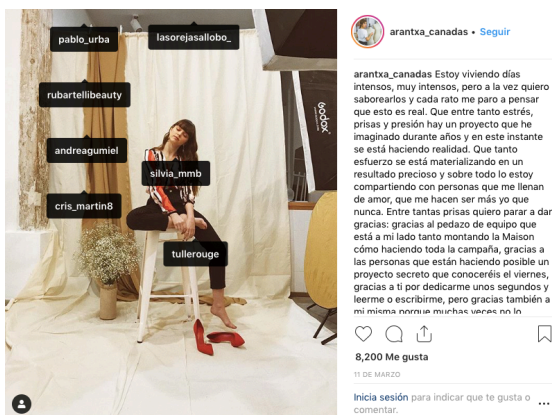 pablo_urba
lasorejasallobo_
rubartellibeauty
andreagumiel
silvia_mmb
cris_martin8
tullerouge
Godox
arantxa_canadas • Seguir
arantxa_canadas Estoy viviendo días
intensos, muy intensos, pero a la vez quiero
saborearlos y cada rato me paro a pensar
que esto es real. Que entre tanto estrés,
prisas y presión hay un proyecto que he
imaginado durante años y en este instante
se está haciendo realidad. Que tanto
esfuerzo se está materializando en un
resultado precioso y sobre todo lo estoy
compartiendo con personas que me llenan
de amor, que me hacen ser más yo que
nunca. Entre tantas prisas quiero parar a dar
gracias: gracias al pedazo de equipo que
está a mi lado tanto montando la Maison
cómo haciendo toda la campaña, gracias a
las personas que están haciendo posible un
proyecto secreto que conoceréis el viernes,
gracias a ti por dedicarme unos segundos y
leerme o escribirme, pero gracias también a
mi misma porque muchas veces no lo
8,200 Me gusta
11 DE MARZO
Inicia sesión para indicar que te gusta o
comentar.